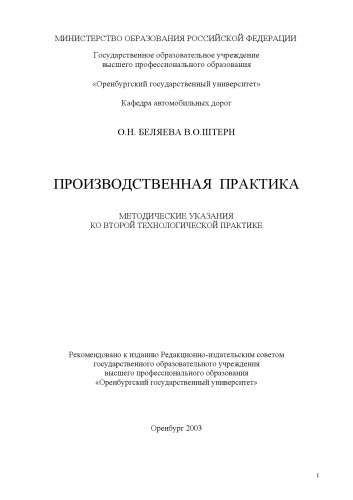 МИНИСТЕРСТВО ОБРАЗОВАНИЯ РОССИЙСКОЙ ФЕДЕРАЦИИ
Государственное образовательное учреждение
высшего профессионального образования
«Оренбургский государственный университет»
Кафедра автомобильных дорог
О.Н. БЕЛЯЕВА В.О.ШТЕРН
ПРОИЗВОДСТВЕННАЯ ПРАКТИКА
МЕТОДИЧЕСКИЕ УКАЗАНИЯ
КО ВТОРОЙ ТЕХНОЛОГИЧЕСКОЙ ПРАКТИКЕ
Рекомендовано к изданию Редакционно-издательским советом
государственного образовательного учреждения
высшего профессионального образования
«Оренбургский государственный университет»
Оренбург 2003
1